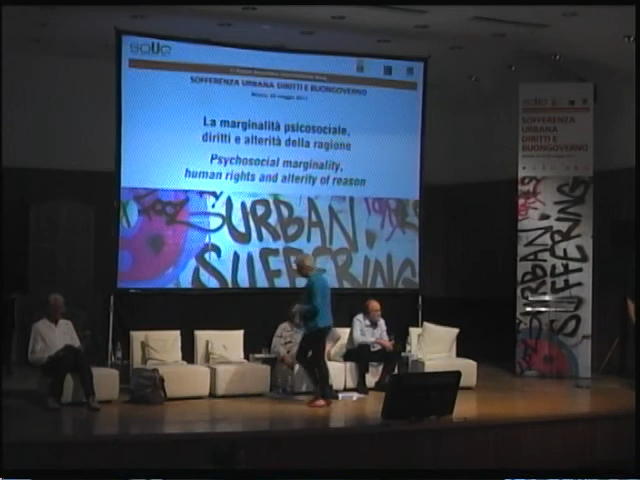 souq
SOFFERENZA URBANA DIRITTI E BUONGOVERNO
La marginalità psicosociale,
diritti e alterità della ragione
Psychosocial marginality,
human rights and alterity of reason
URBAN
SUFFERING
SOFFERENZA
URBANA
DIRITTI E
BUONGOVERNO
URBAN
SUFFERING